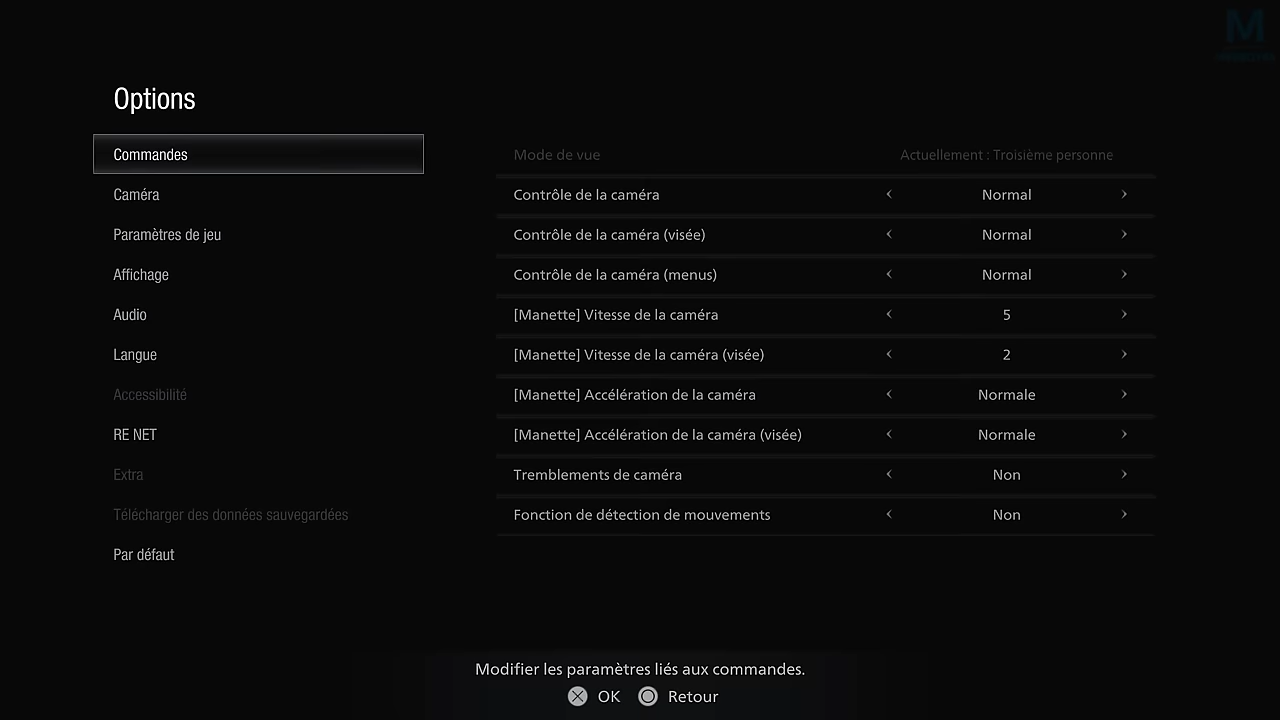 M
Options
Commandes
Caméra
Paramètres de jeu
Affichage
Audio
Langue
Accessibilité
RE NET
Extra
Télécharger des données sauvegardées
Par défaut
Mode de vue Actuellement : Troisième personne
Contrôle de la caméra Normal
Contrôle de la caméra (visée) Normal
Contrôle de la caméra (menus) Normal
[Manette] Vitesse de la caméra 5
[Manette] Vitesse de la caméra (visée) 2
[Manette] Accélération de la caméra Normale
[Manette] Accélération de la caméra (visée) Normale
Tremblements de caméra Non
Fonction de détection de mouvements Non
Modifier les paramètres liés aux commandes.
OK Retour